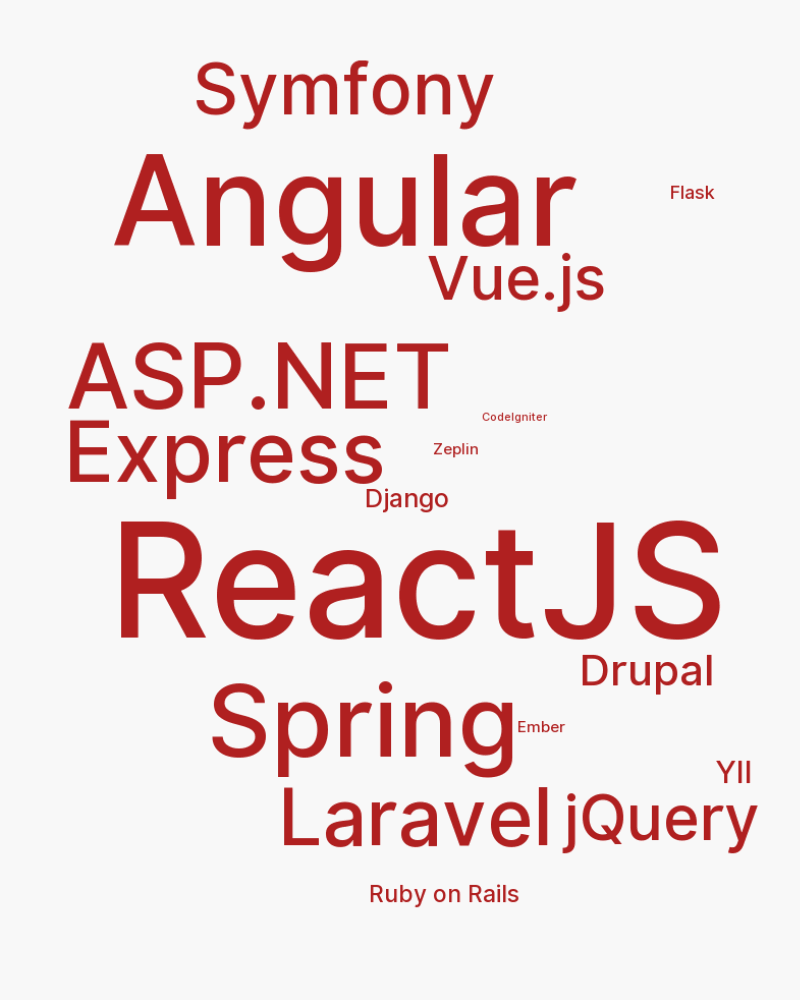 Symfony
Angular
Flask
Vue.js
ASP.NET
CodeIgniter
Express
Zeplin
Django
ReactJS
Drupal
Spring
Ember
YII
Laravel
jQuery
Ruby on Rails